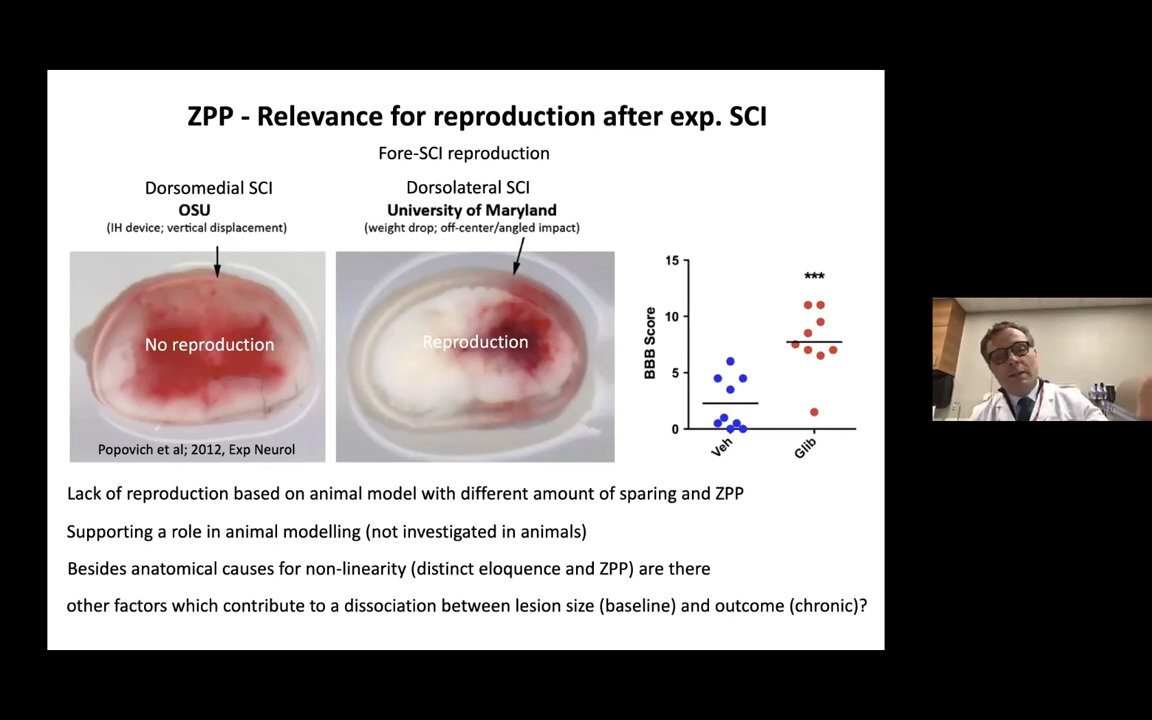 ZPP - Relevance for reproduction after exp. SCI
Fore-SCI reproduction
Dorsomedial SCI
OSU
(IH device; vertical displacement)
Dorsolateral SCI
University of Maryland
(weight drop; off-center/angled impact)
No reproduction
Popovich et al; 2012, Exp Neurol
Reproduction
BBB Score
15
10
5
0
***
Veh
Glib
Lack of reproduction based on animal model with different amount of sparing and ZPP
Supporting a role in animal modelling (not investigated in animals)
Besides anatomical causes for non-linearity (distinct eloquence and ZPP) are there
other factors which contribute to a dissociation between lesion size (baseline) and outcome (chronic)?